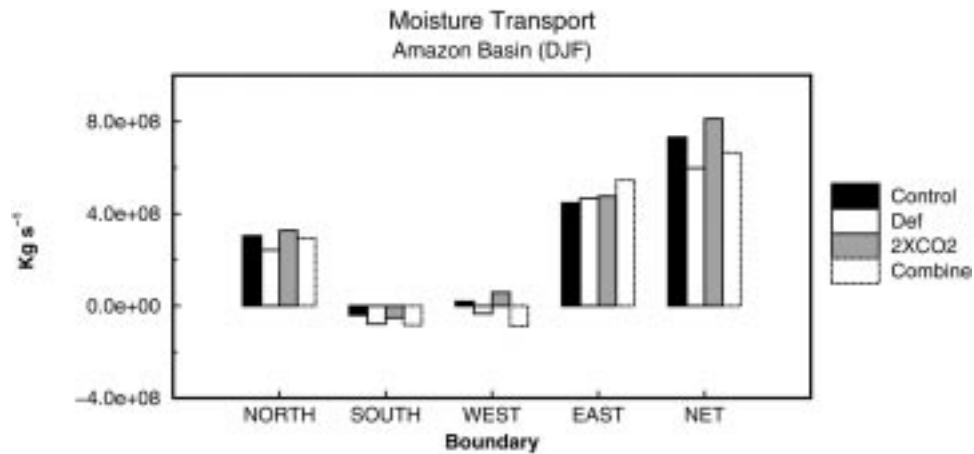 Moisture Transport
Amazon Basin (DJF)
8.0e+08
4.0e+08
0.0e+00
−4.0e+08
Kg s⁻¹
NORTH SOUTH WEST EAST NET
Boundary
Control
Def
2XCO2
Combine